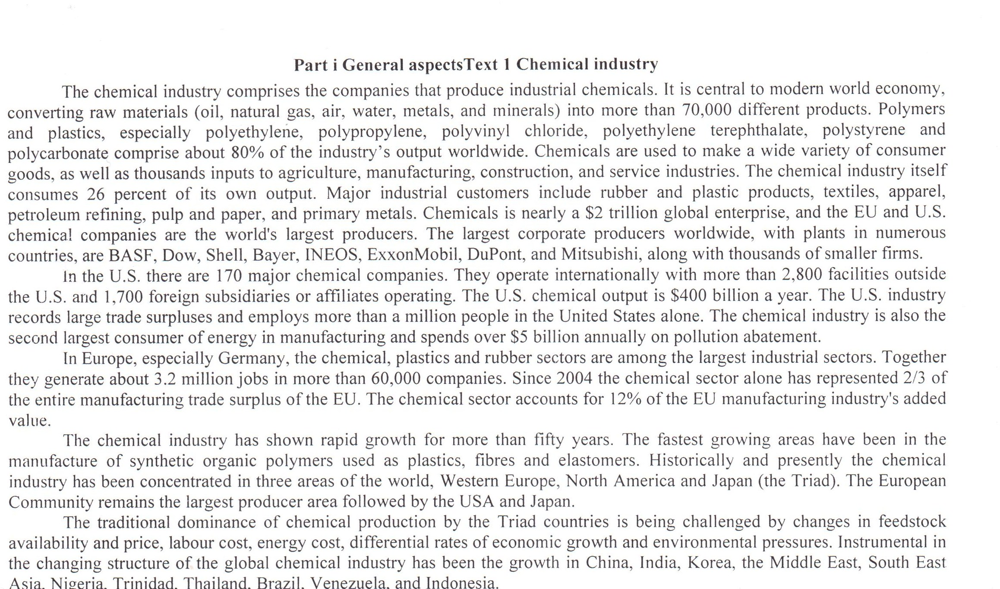 Part i General aspectsText 1 Chemical industry
The chemical industry comprises the companies that produce industrial chemicals. It is central to modern world economy,
converting raw materials (oil, natural gas, air, water, metals, and minerals) into more than 70,000 different products. Polymers
and plastics, especially polyethylene, polypropylene, polyvinyl chloride, polyethylene terephthalate, polystyrene and
polycarbonate comprise about 80% of the industry’s output worldwide. Chemicals are used to make a wide variety of consumer
goods, as well as thousands inputs to agriculture, manufacturing, construction, and service industries. The chemical industry itself
consumes 26 percent of its own output. Major industrial customers include rubber and plastic products, textiles, apparel,
petroleum refining, pulp and paper, and primary metals. Chemicals is nearly a $2 trillion global enterprise, and the EU and U.S.
chemical companies are the world's largest producers. The largest corporate producers worldwide, with plants in numerous
countries, are BASF, Dow, Shell, Bayer, INEOS, ExxonMobil, DuPont, and Mitsubishi, along with thousands of smaller firms.
In the U.S. there are 170 major chemical companies. They operate internationally with more than 2,800 facilities outside
the U.S. and 1,700 foreign subsidiaries or affiliates operating. The U.S. chemical output is $400 billion a year. The U.S. industry
records large trade surpluses and employs more than a million people in the United States alone. The chemical industry is also the
second largest consumer of energy in manufacturing and spends over $5 billion annually on pollution abatement.
In Europe, especially Germany, the chemical, plastics and rubber sectors are among the largest industrial sectors. Together
they generate about 3.2 million jobs in more than 60,000 companies. Since 2004 the chemical sector alone has represented 2/3 of
the entire manufacturing trade surplus of the EU. The chemical sector accounts for 12% of the EU manufacturing industry's added
value.
The chemical industry has shown rapid growth for more than fifty years. The fastest growing areas have been in the
manufacture of synthetic organic polymers used as plastics, fibres and elastomers. Historically and presently the chemical
industry has been concentrated in three areas of the world, Western Europe, North America and Japan (the Triad). The European
Community remains the largest producer area followed by the USA and Japan.
The traditional dominance of chemical production by the Triad countries is being challenged by changes in feedstock
availability and price, labour cost, energy cost, differential rates of economic growth and environmental pressures. Instrumental in
the changing structure of the global chemical industry has been the growth in China, India, Korea, the Middle East, South East
Asia, Nigeria, Trinidad, Thailand, Brazil, Venezuela, and Indonesia.